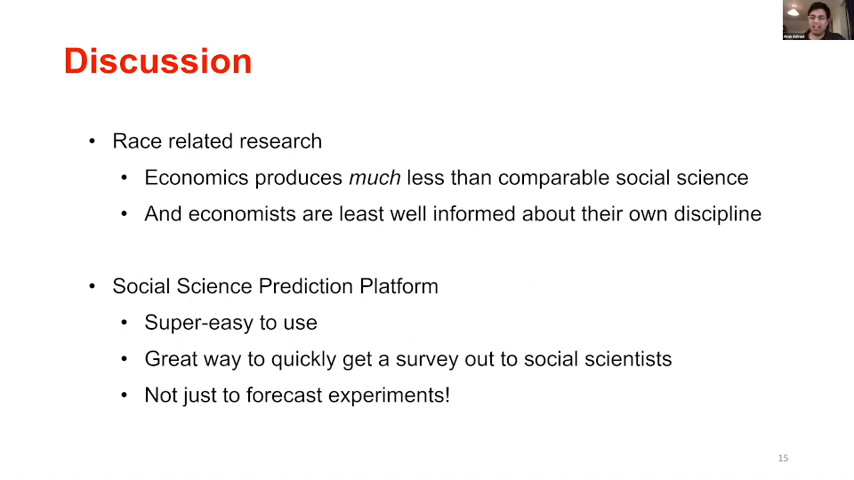 Discussion
• Race related research
• Economics produces much less than comparable social science
• And economists are least well informed about their own discipline
• Social Science Prediction Platform
• Super-easy to use
• Great way to quickly get a survey out to social scientists
• Not just to forecast experiments!
15